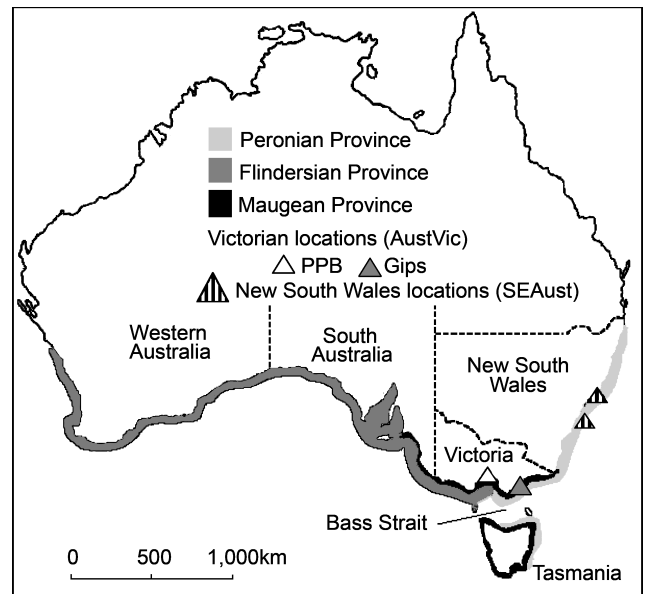 Peronian Province
Flindersian Province
Maugean Province
Victorian locations (AustVic)
PPB Gips
New South Wales locations (SEAust)
Western
Australia
South
Australia
New South
Wales
Victoria
Bass Strait
0 500 1,000km
Tasmania